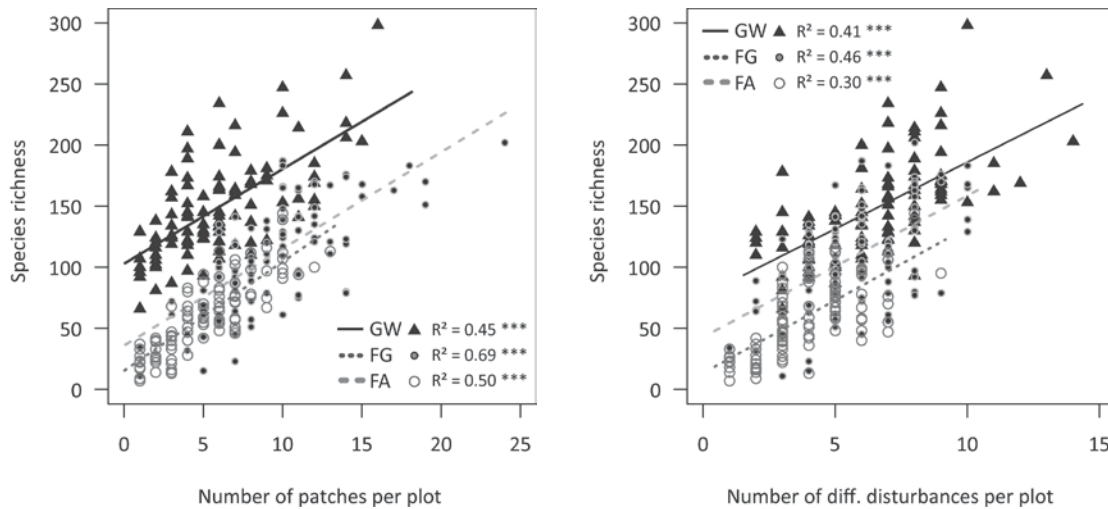 300
250
200
150
100
50
0
Species richness
GW R² = 0.45 ***
FG R² = 0.69 ***
FA R² = 0.50 ***
0 5 10 15 20 25
Number of patches per plot
300
250
200
150
100
50
0
Species richness
GW R² = 0.41 ***
FG R² = 0.46 ***
FA R² = 0.30 ***
0 5 10 15
Number of diff. disturbances per plot